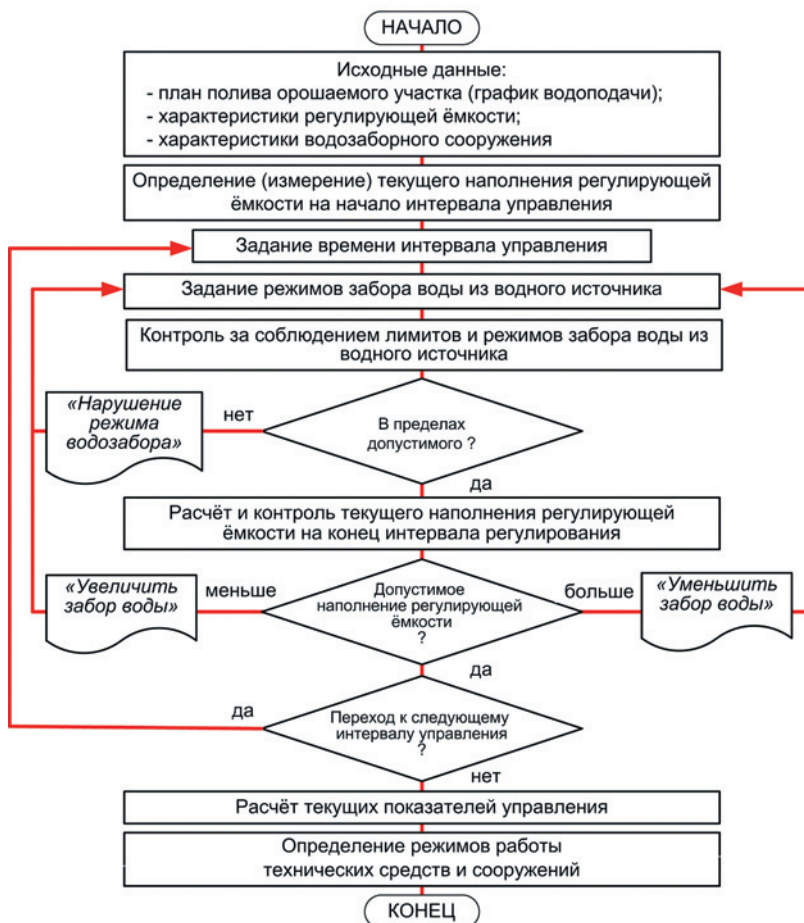 НАЧАЛО
Исходные данные:
- план полива орошаемого участка (график водоподачи);
- характеристики регулирующей ёмкости;
- характеристики водозаборного сооружения
Определение (измерение) текущего наполнения регулирующей
ёмкости на начало интервала управления
Задание времени интервала управления
Задание режимов забора воды из водного источника
Контроль за соблюдением лимитов и режимов забора воды из
водного источника
«Нарушение
режима
водозабора»
нет
В пределах
допустимого ?
да
Расчёт и контроль текущего наполнения регулирующей
ёмкости на конец интервала регулирования
«Увеличить
забор воды»
меньше
Допустимое
наполнение регулирующей
ёмкости
?
больше
«Уменьшить
забор воды»
да
да
Переход к следующему
интервалу управления
?
нет
Расчёт текущих показателей управления
Определение режимов работы
технических средств и сооружений
КОНЕЦ